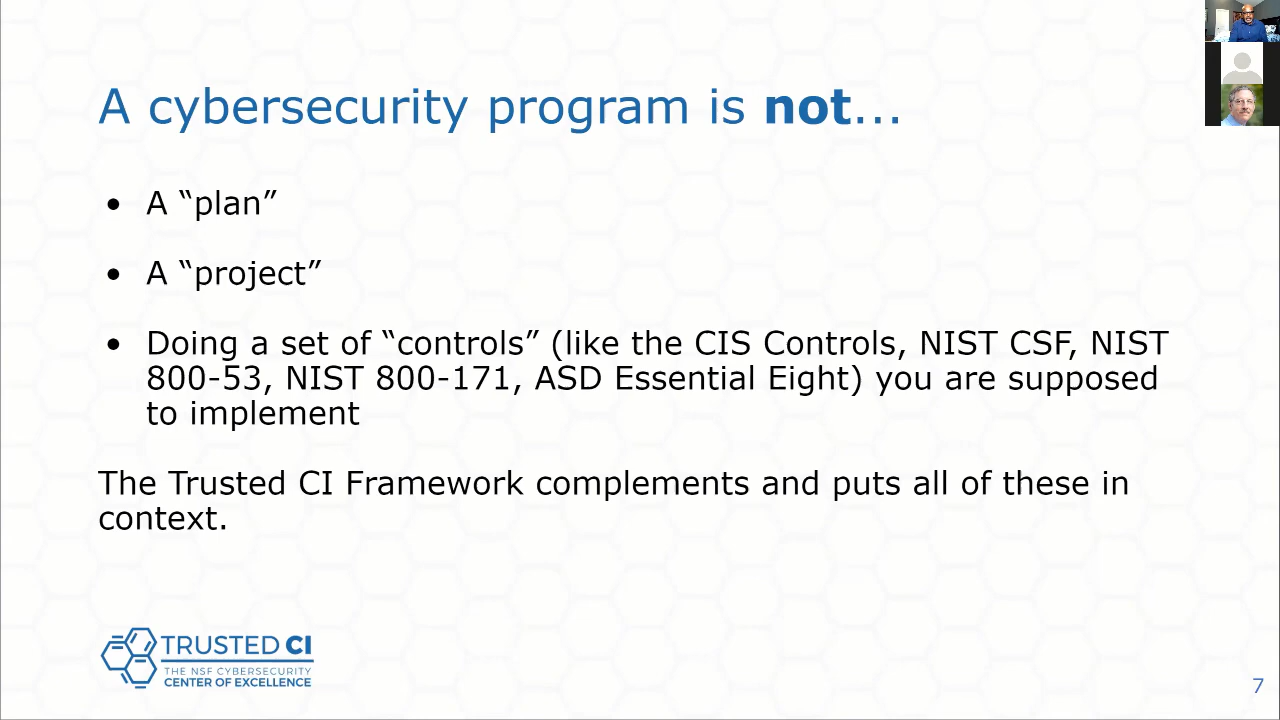 A cybersecurity program is not...
• A “plan”
• A “project”
• Doing a set of “controls” (like the CIS Controls, NIST CSF, NIST
800-53, NIST 800-171, ASD Essential Eight) you are supposed
to implement
The Trusted CI Framework complements and puts all of these in
context.
TRUSTED CI
THE NSF CYBERSECURITY
CENTER OF EXCELLENCE
7